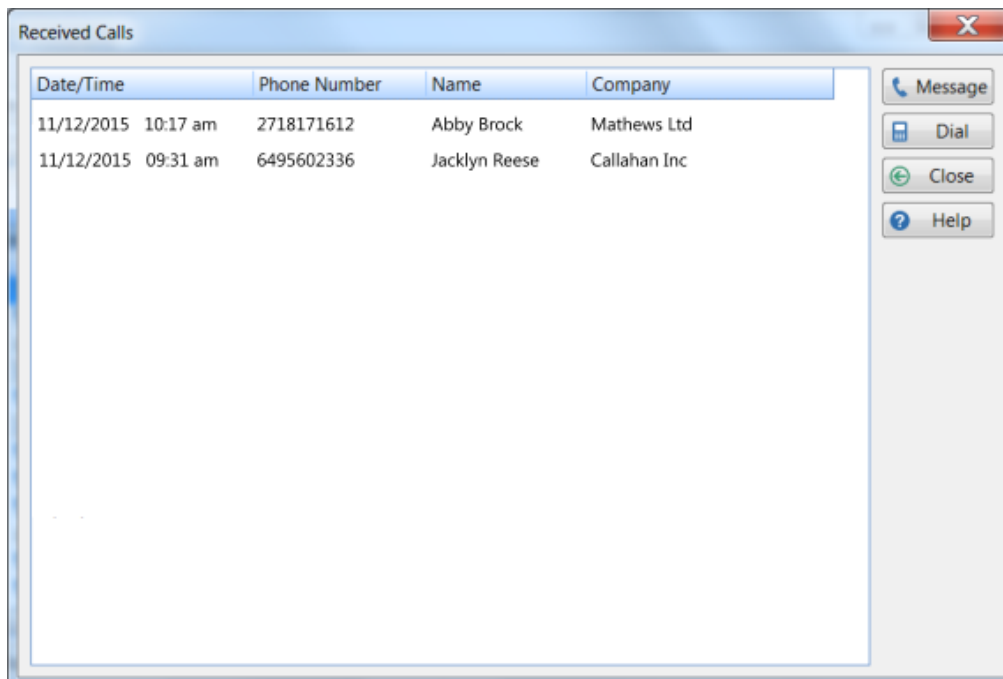 Received Calls
Date/Time Phone Number Name Company
11/12/2015 10:17 am 2718171612 Abby Brock Mathews Ltd
11/12/2015 09:31 am 6495602336 Jacklyn Reese Callahan Inc
Message
Dial
Close
Help